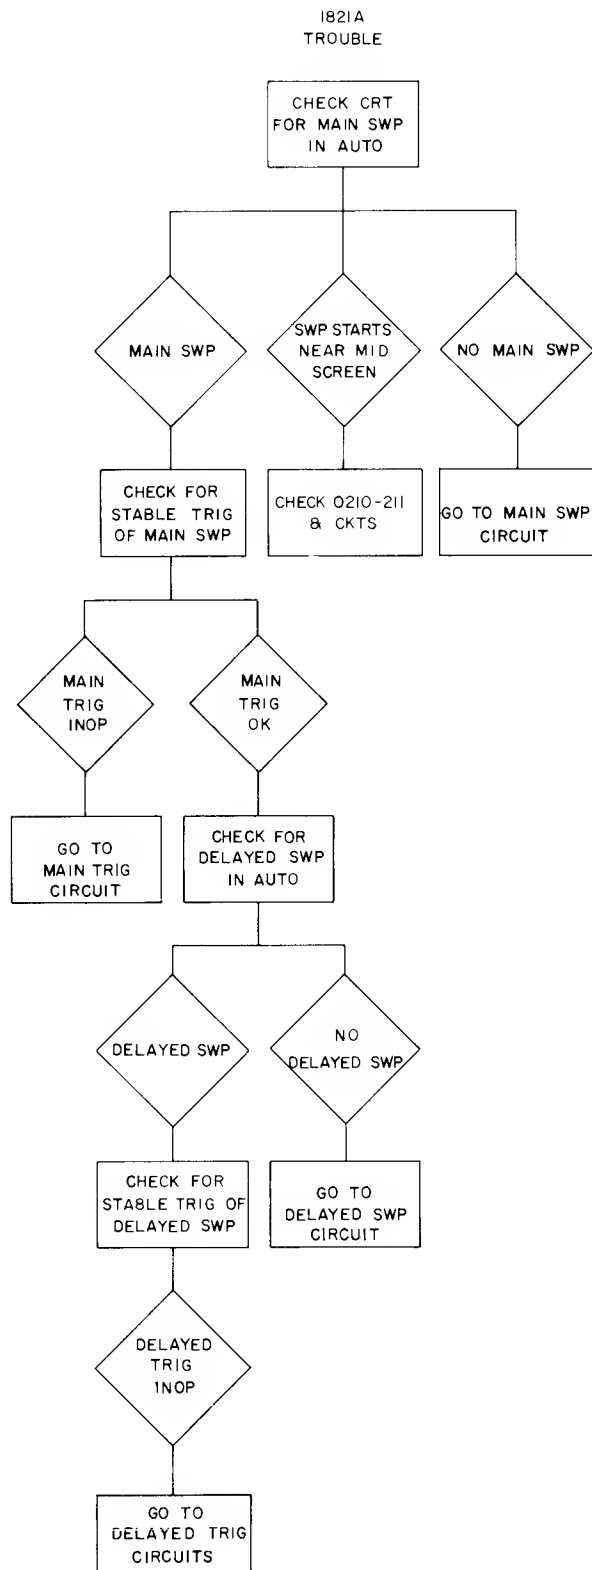 1821A
TROUBLE
CHECK CRT
FOR MAIN SWP
IN AUTO
MAIN SWP
SWP STARTS
NEAR MID
SCREEN
NO MAIN SWP
CHECK FOR
STABLE TRIG
OF MAIN SWP
CHECK Q210-211
& CKTS
GO TO MAIN SWP
CIRCUIT
MAIN
TRIG
INOP
MAIN
TRIG
OK
GO TO
MAIN TRIG
CIRCUIT
CHECK FOR
DELAYED SWP
IN AUTO
DELAYED SWP
NO
DELAYED SWP
CHECK FOR
STABLE TRIG OF
DELAYED SWP
GO TO
DELAYED SWP
CIRCUIT
DELAYED
TRIG
INOP
GO TO
DELAYED TRIG
CIRCUITS